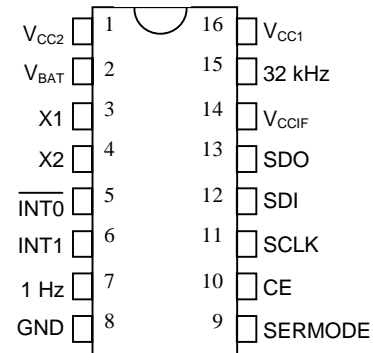 VCC2 1 16 VCC1
VBAT 2 15 32 kHz
X1 3 14 VCCIF
X2 4 13 SDO
INT0 5 12 SDI
INT1 6 11 SCLK
1 Hz 7 10 CE
GND 8 9 SERMODE